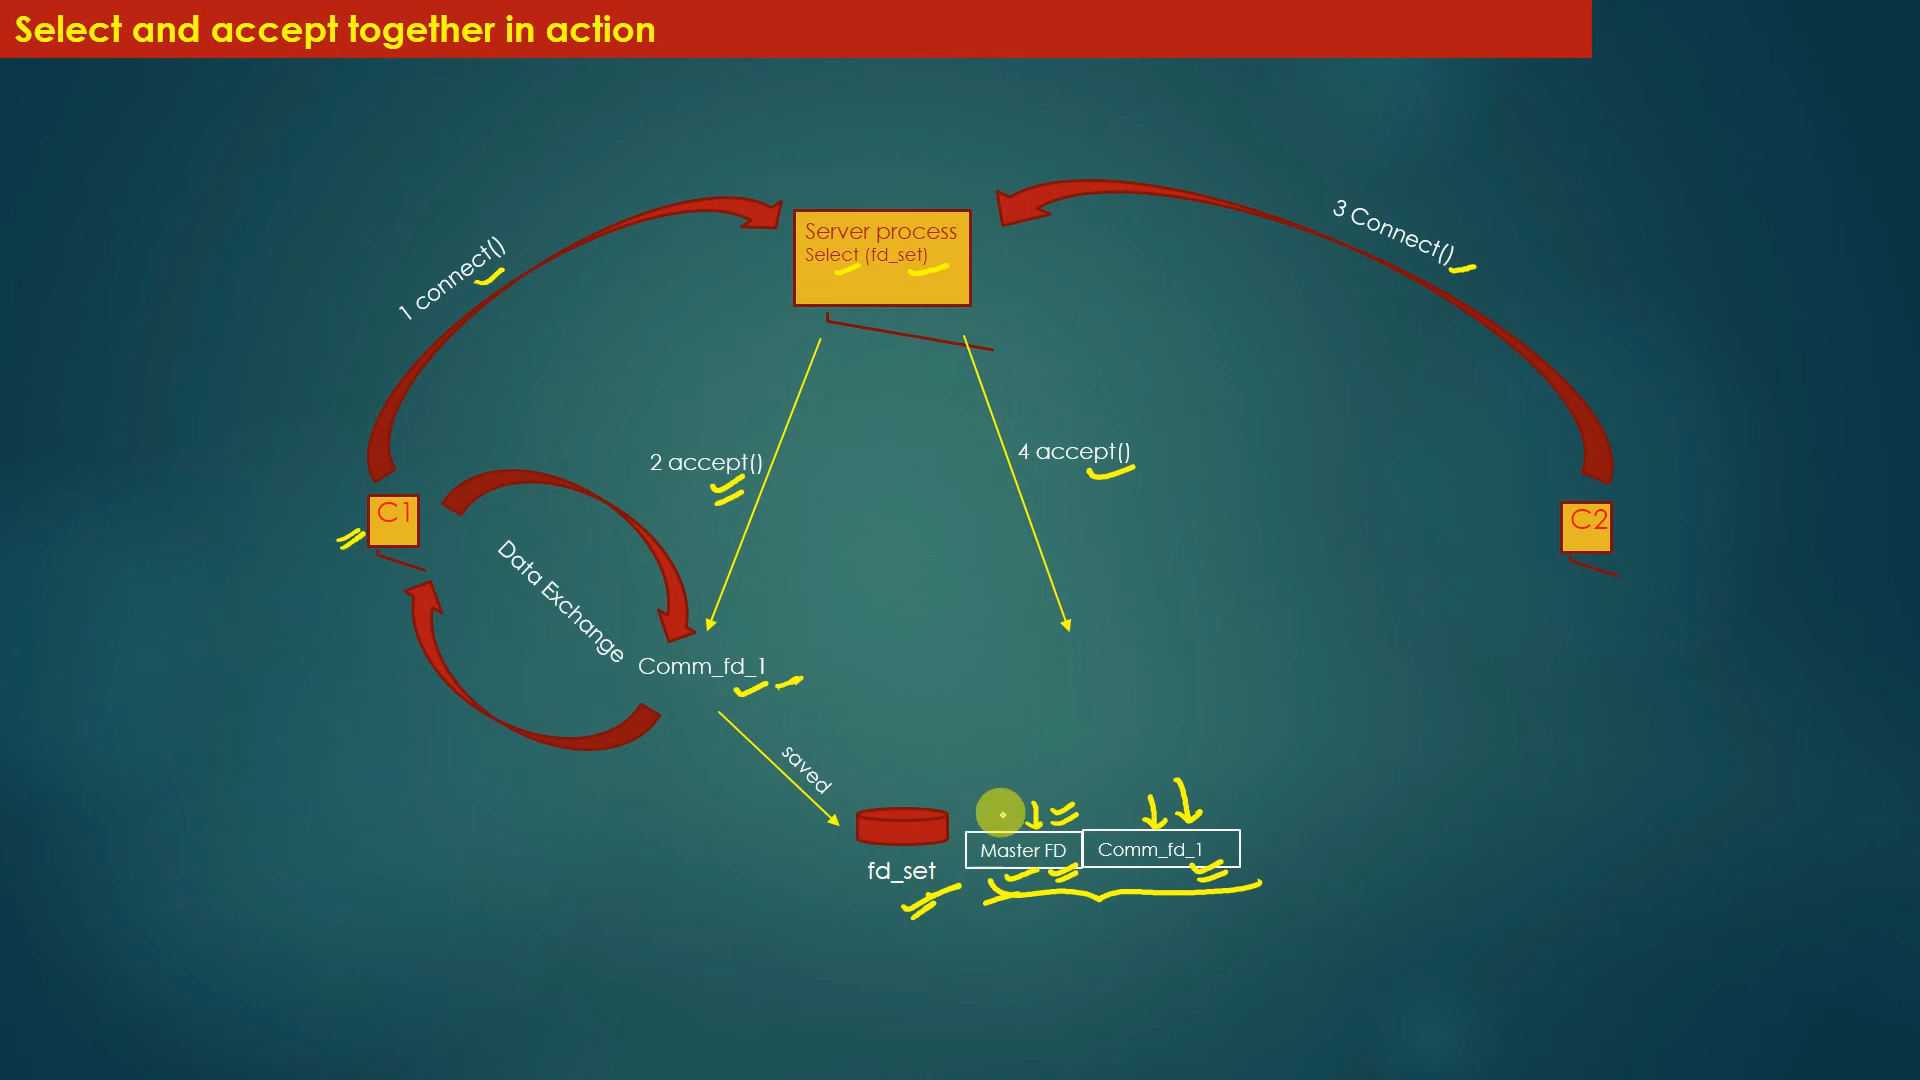 Select and accept together in action
Server process
Select (fd_set)
1 connect()
3 Connect()
2 accept()
4 accept()
C1
C2
Data Exchange
Comm_fd_1
saved
Master FD
Comm_fd_1
fd_set